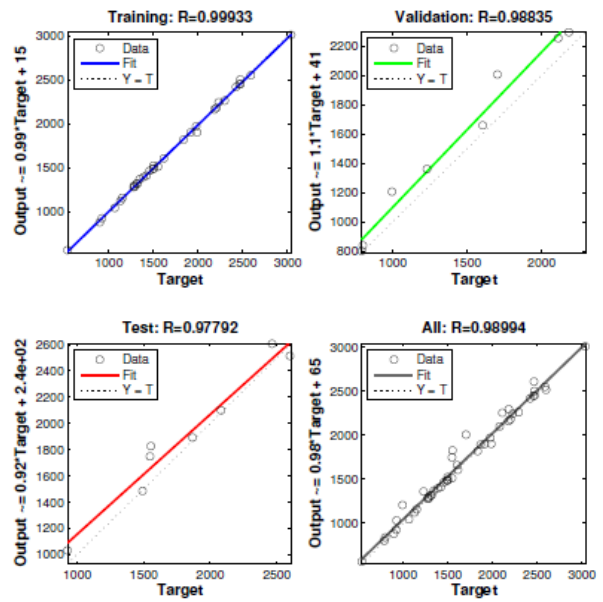 Training: R=0.99933
Output ~= 0.99*Target + 15
3000
2500
2000
1500
1000
Data
Fit
Y = T
1000 1500 2000 2500 3000
Target
Validation: R=0.98835
Output ~= 1.1*Target + 41
2200
2000
1800
1600
1400
1200
1000
800
Data
Fit
Y = T
1000 1500 2000
Target
Test: R=0.97792
Output ~= 0.92*Target + 2.4e+02
2600
2400
2200
2000
1800
1600
1400
1200
1000
Data
Fit
Y = T
1000 1500 2000 2500
Target
All: R=0.98994
Output ~= 0.98*Target + 65
3000
2500
2000
1500
1000
Data
Fit
Y = T
1000 1500 2000 2500 3000
Target